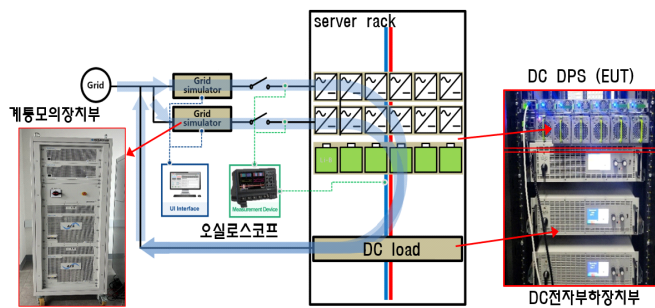 server rack
Grid
Grid
simulator
Grid
simulator
계통모의장치부
DC DPS (EUT)
UI Interface
Measurement Device
오실로스코프
DC load
DC전자부하장치부